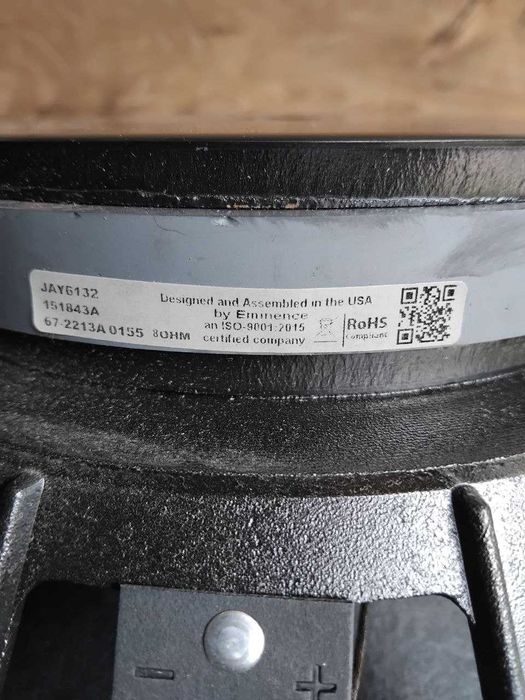 JAY6132
151843A
67-2213A 0155 8OHM
Designed and Assembled in the USA
by Eminence
an ISO-9001:2015
certified company
RoHS
Compliant
- +